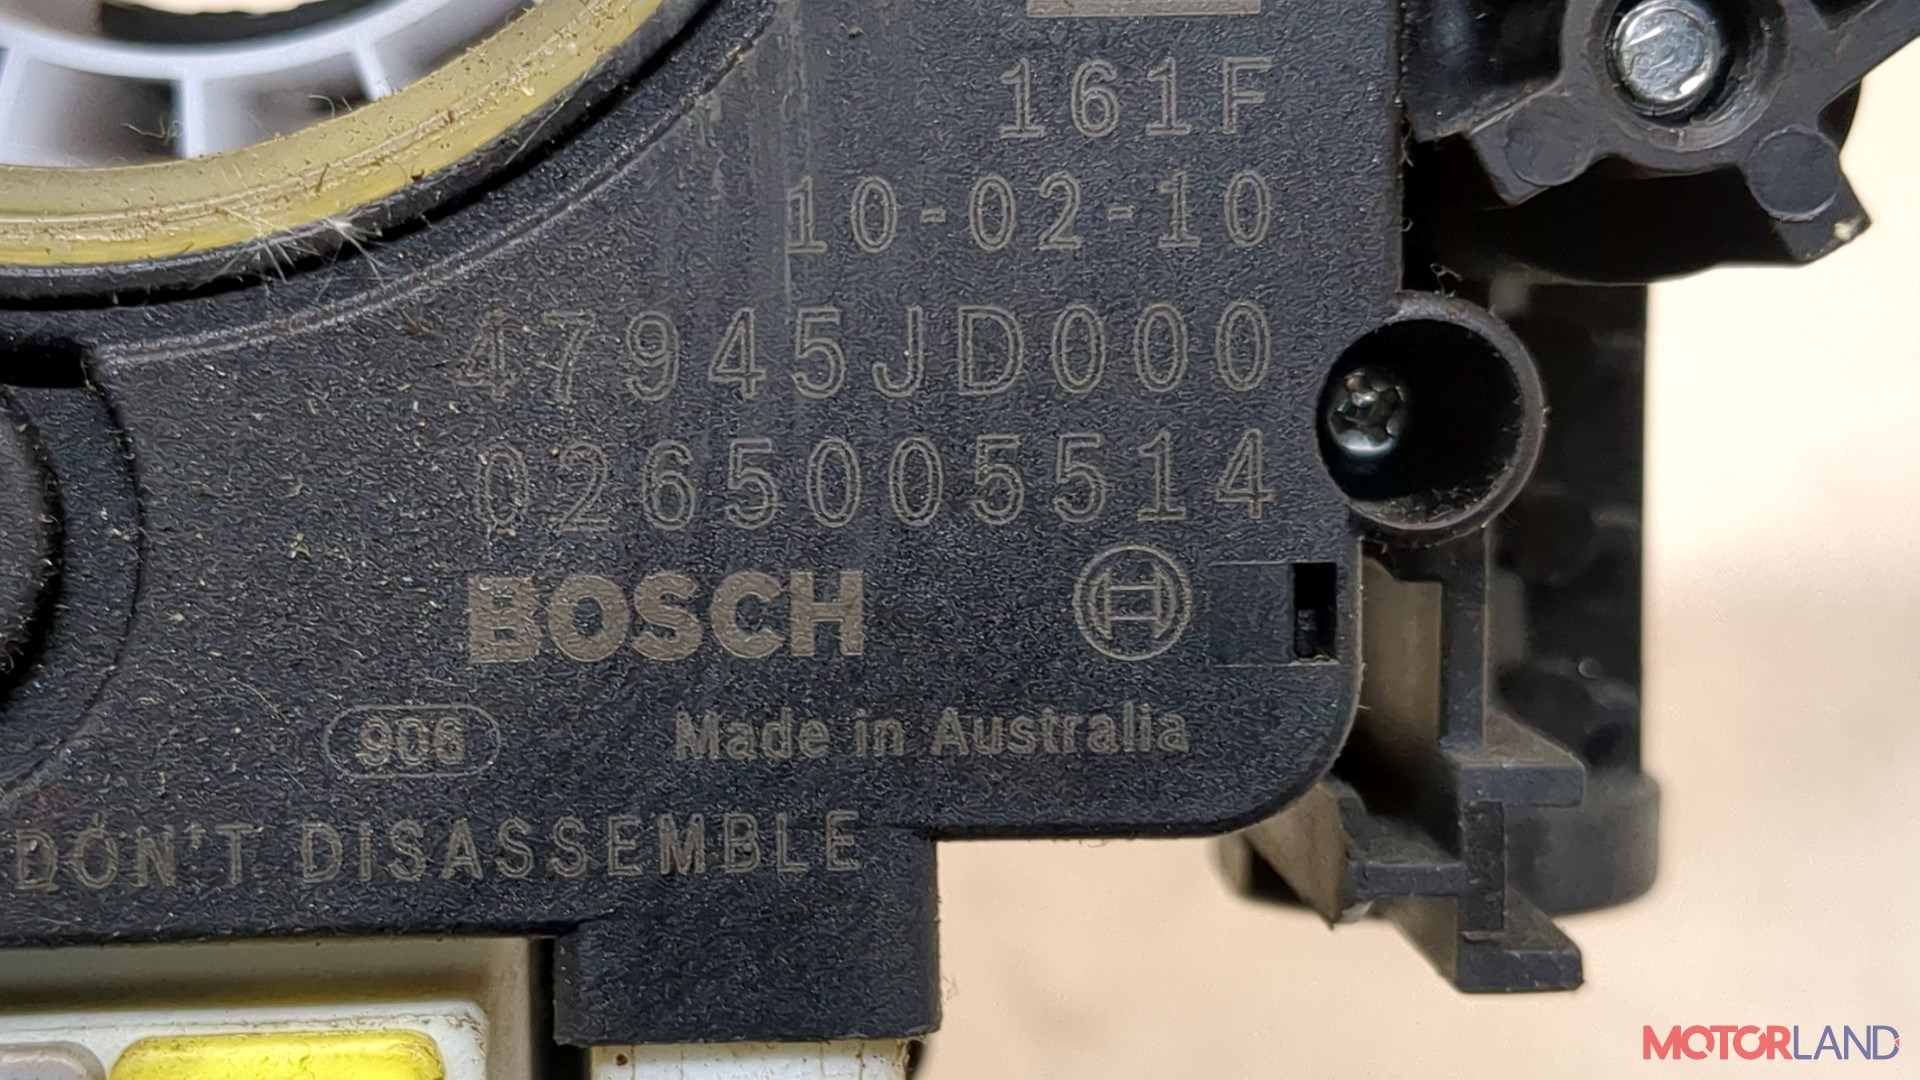 161F
10-02-10
47945JD000
0265005514
BOSCH
906 Made in Australia
DON'T DISASSEMBLE
MOTORLAND